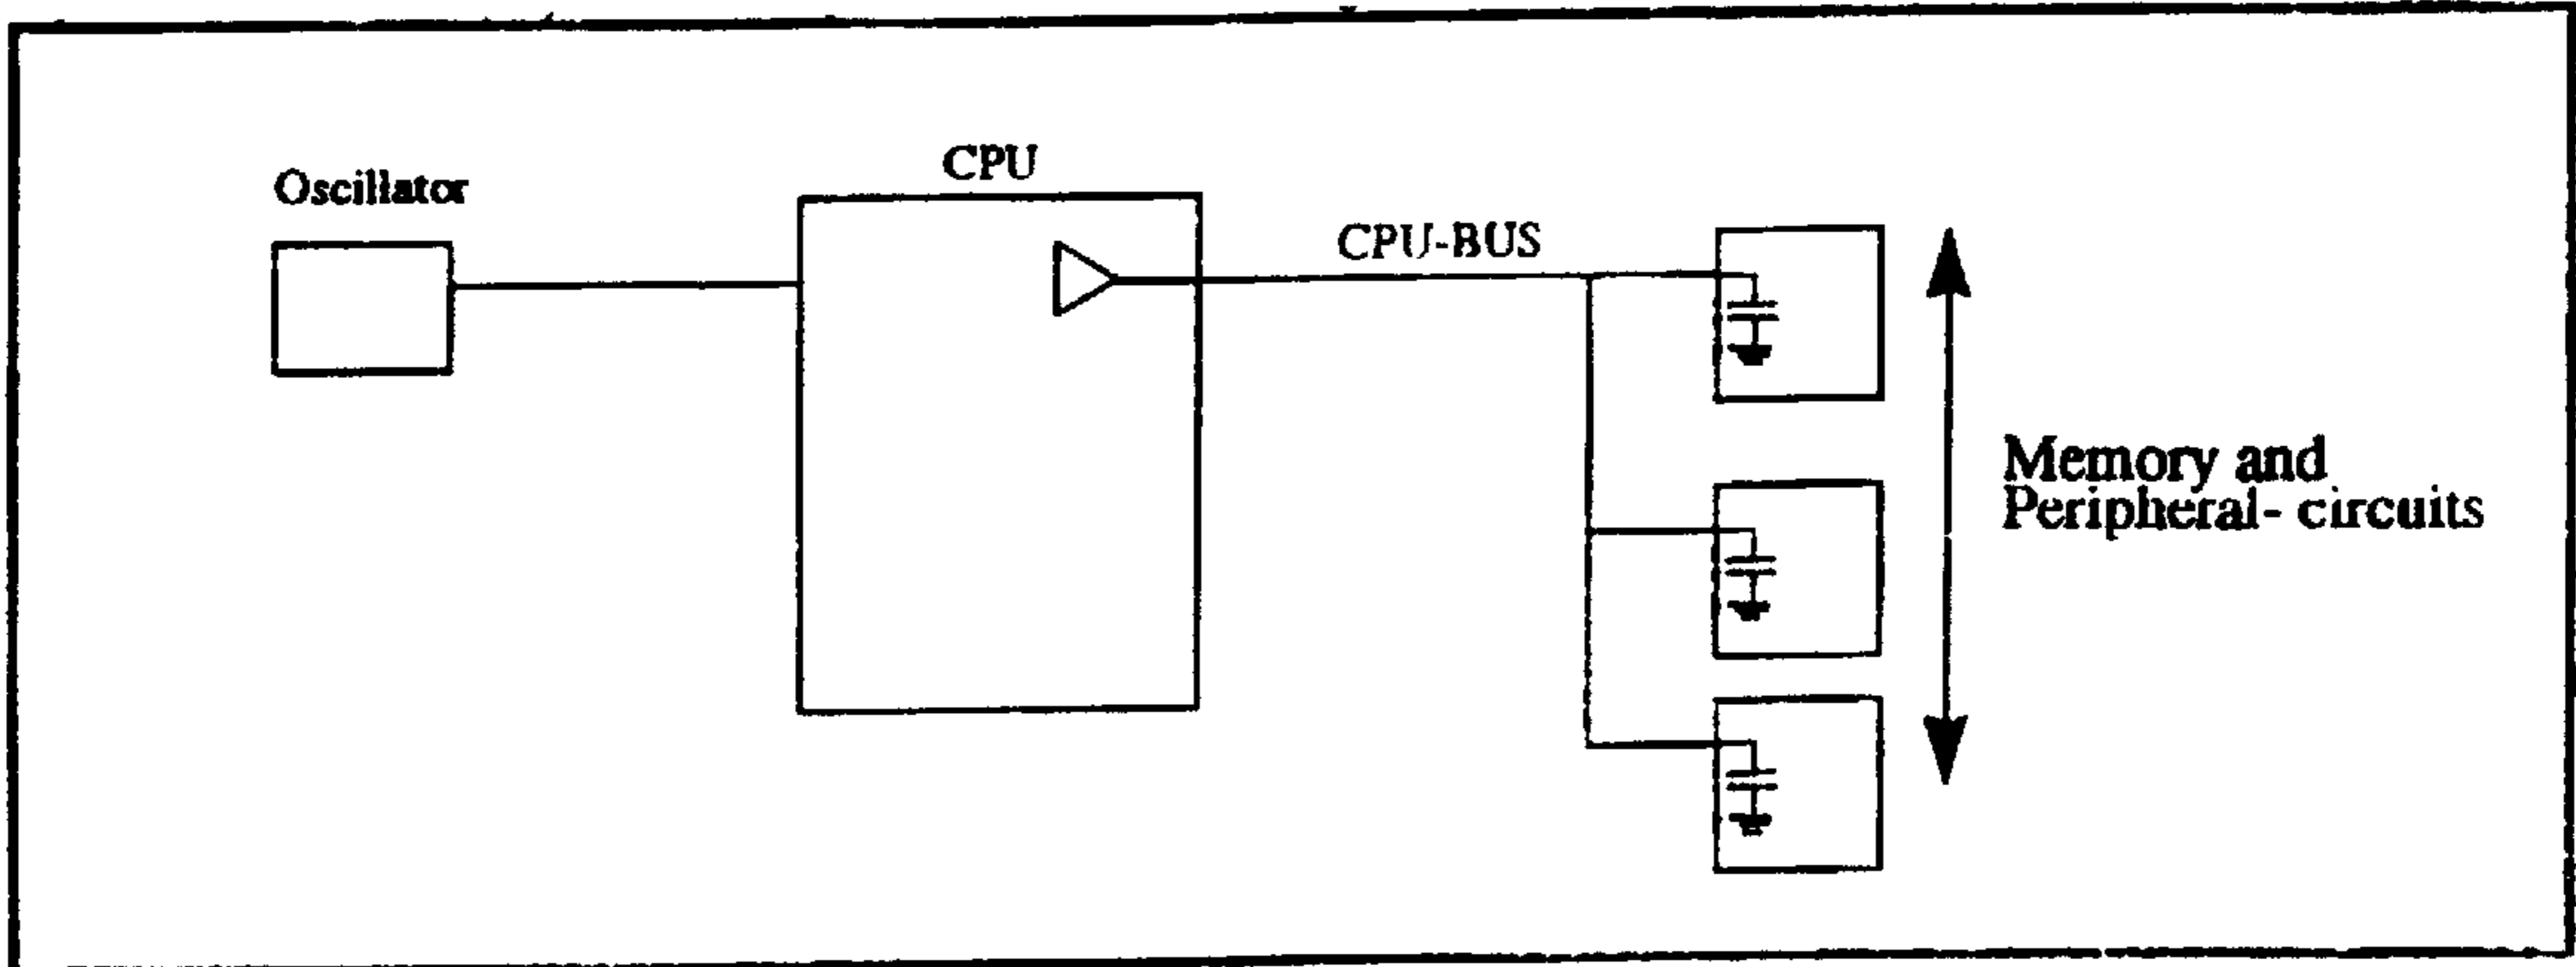 Oscillator
CPU
CPU-BUS
Memory and
Peripheral- circuits